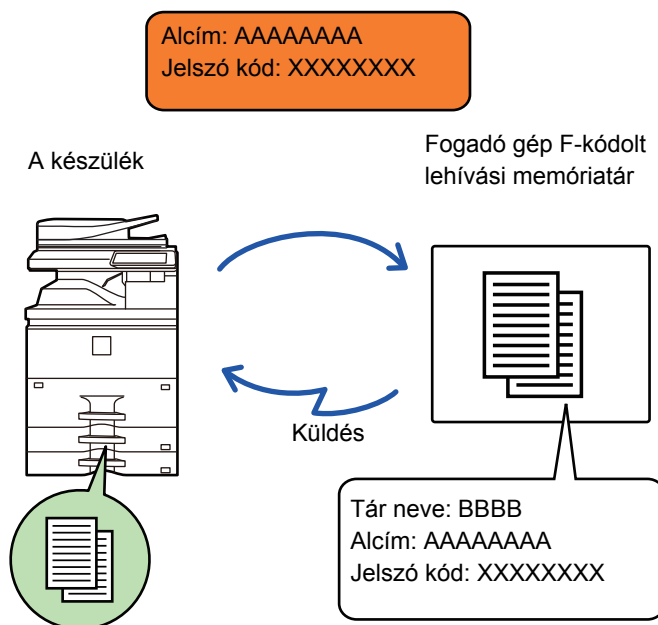 Alcím: AAAAAAAA
Jelszó kód: XXXXXXXX
A készülék
Fogadó gép F-kódolt
lehívási memóriatár
Küldés
Tár neve: BBBB
Alcím: AAAAAAAA
Jelszó kód: XXXXXXXX